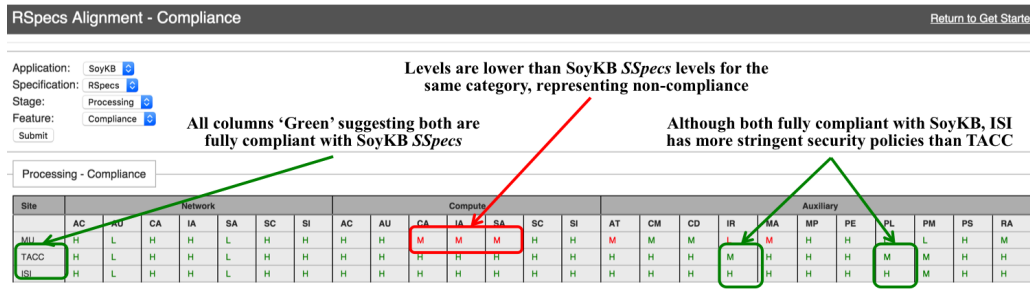 RSpecs Alignment - Compliance
Return to Get Starte
Application: SoyKB
Specification: RSpecs
Stage: Processing
Feature: Compliance
Submit
Levels are lower than SoyKB SSpecs levels for the
same category, representing non-compliance
All columns ‘Green’ suggesting both are
fully compliant with SoyKB SSpecs
Although both fully compliant with SoyKB, ISI
has more stringent security policies than TACC
Processing - Compliance
Site Network Compute Auxiliary
AC AU CA IA SA SC SI AC AU CA IA SA SC SI AT CM CD IR MA MP PE PL PM PS RA
MU H L H H L H H H H M M M H H M M M L M H H L L H M
TACC H L H H L H H H H H H H H H H H H M H H H M M H H
ISI H L H H L H H H H H H H H H H H H H H H H H M H H